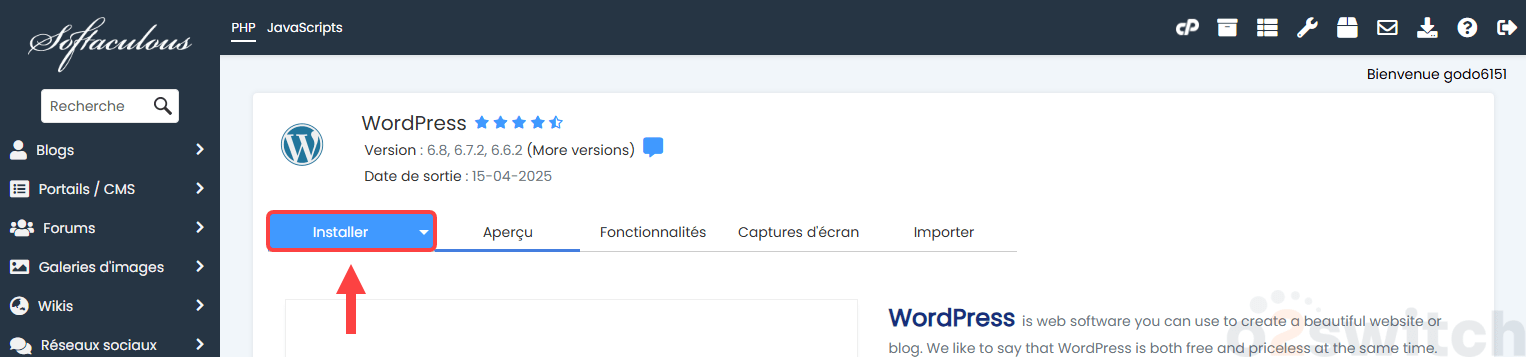 Softaculous
PHP JavaScripts
cP
Bienvenue godo6151
Recherche
Blogs
Portails / CMS
Forums
Galeries d'images
Wikis
Réseaux sociaux
W
WordPress
Version : 6.8, 6.7.2, 6.6.2 (More versions)
Date de sortie : 15-04-2025
Installer
Aperçu
Fonctionnalités
Captures d'écran
Importer
WordPress is web software you can use to create a beautiful website or
blog. We like to say that WordPress is both free and priceless at the same time.
o2switch